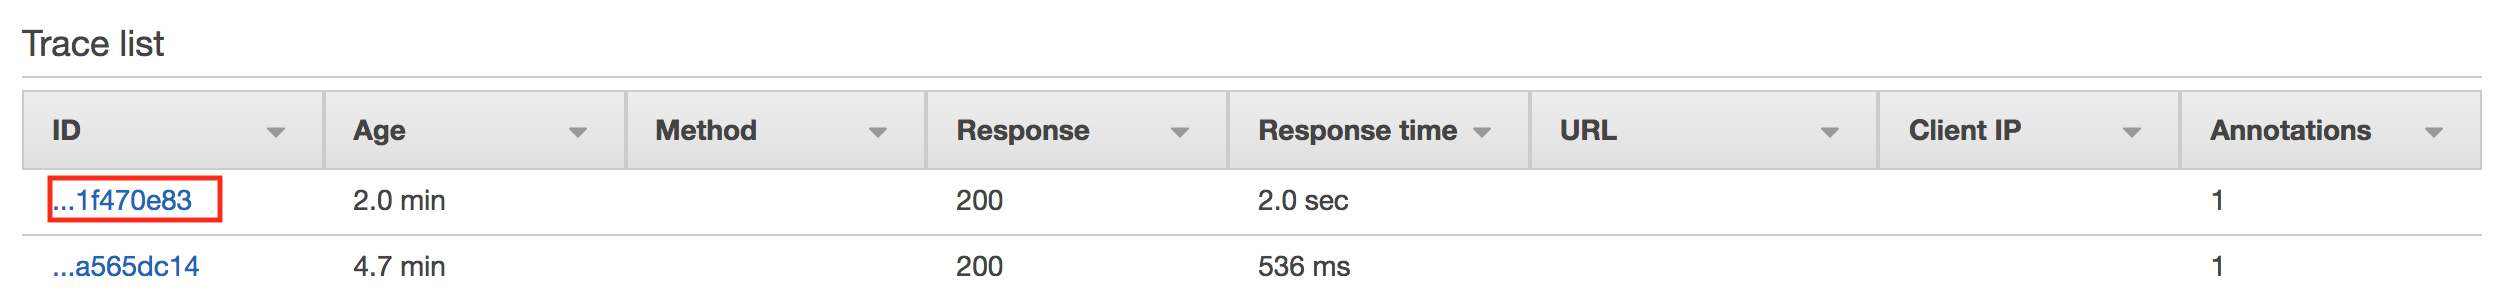 Trace list
ID Age Method Response Response time URL Client IP Annotations
...1f470e83 2.0 min 200 2.0 sec 1
...a565dc14 4.7 min 200 536 ms 1